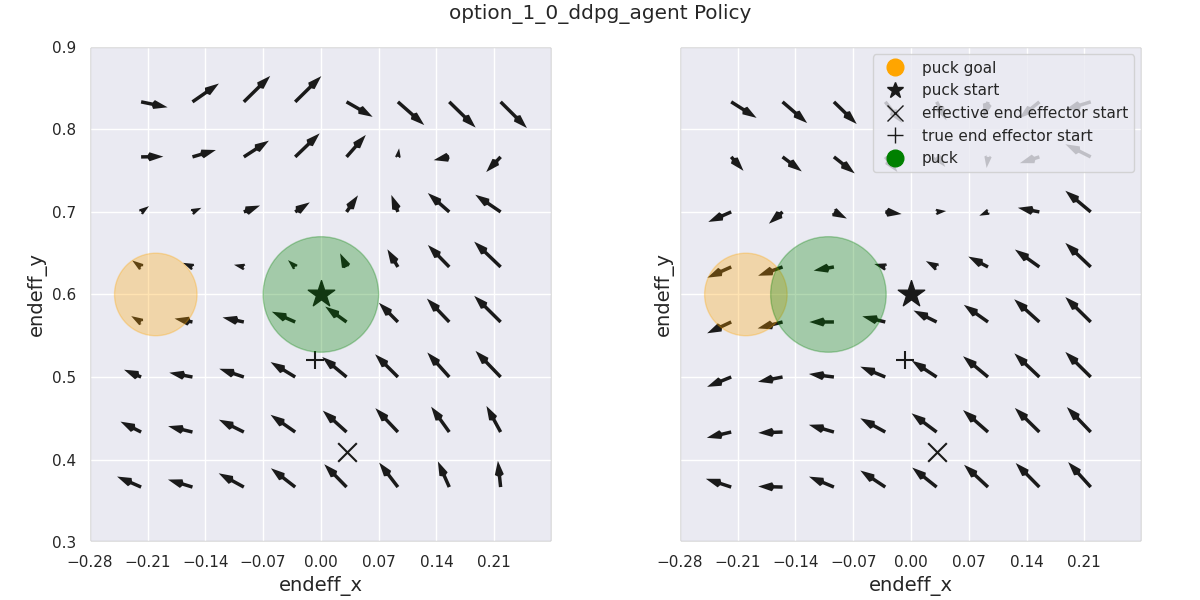 option_1_0_ddpg_agent Policy
0.9
0.8
0.7
0.6
0.5
0.4
0.3
endeff_y
−0.28 −0.21 −0.14 −0.07 0.00 0.07 0.14 0.21
endeff_x
puck goal
puck start
effective end effector start
true end effector start
puck
endeff_y
−0.28 −0.21 −0.14 −0.07 0.00 0.07 0.14 0.21
endeff_x